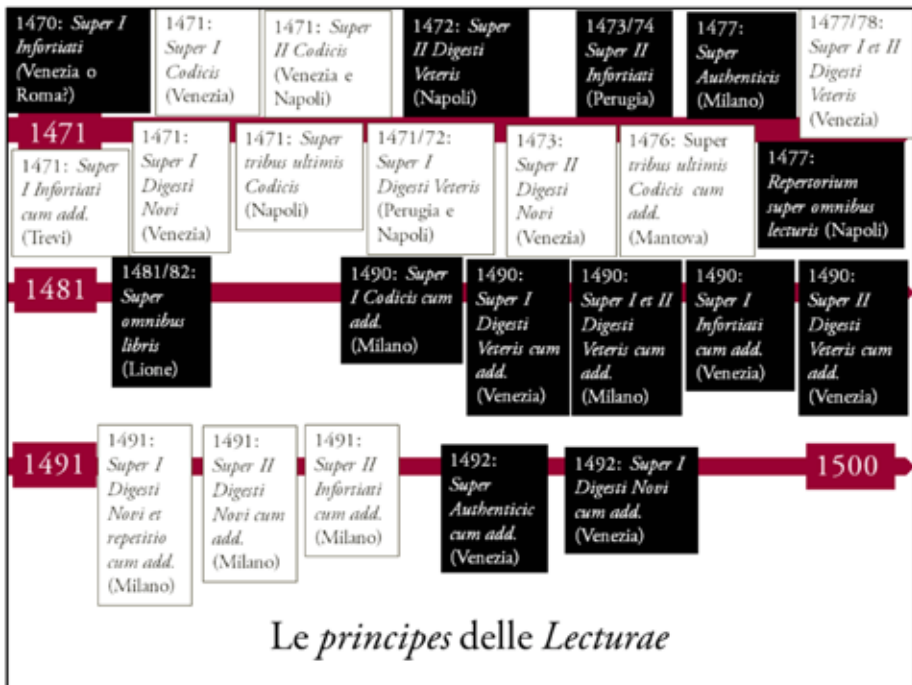 1470: Super I
Infortiati
(Venezia o
Roma?)
1471:
Super I
Codicis
(Venezia)
1471: Super
II Codicis
(Venezia e
Napoli)
1472: Super
II Digesti
Veteris
(Napoli)
1473/74
Super II
Infortiati
(Perugia)
1477:
Super
Authenticis
(Milano)
1477/78:
Super I et II
Digesti
Veteris
(Venezia)
1471
1471: Super
I Infortiati
cum add.
(Trevi)
1471:
Super I
Digesti
Novi
(Venezia)
1471: Super
tribus ultimis
Codicis
(Napoli)
1471/72:
Super I
Digesti Veteris
(Perugia e
Napoli)
1473:
Super II
Digesti
Novi
(Venezia)
1476: Super
tribus ultimis
Codicis cum
add.
(Mantova)
1477:
Repertorium
super omnibus
lecturis (Napoli)
1481
1481/82:
Super
omnibus
libris
(Lione)
1490: Super
I Codicis cum
add.
(Milano)
1490:
Super I
Digesti
Veteris cum
add.
(Venezia)
1490:
Super I et II
Digesti
Veteris cum
add.
(Milano)
1490:
Super I
Infortiati
cum add.
(Venezia)
1490:
Super II
Digesti
Veteris cum
add.
(Venezia)
1491
1491:
Super I
Digesti
Novi et
repetitio
cum add.
(Milano)
1491:
Super II
Digesti
Novi cum
add.
(Milano)
1491:
Super II
Infortiati
cum add.
(Milano)
1492:
Super
Authenticic
cum add.
(Venezia)
1492: Super I
Digesti Novi
cum add.
(Venezia)
1500
Le principes delle Lecturae